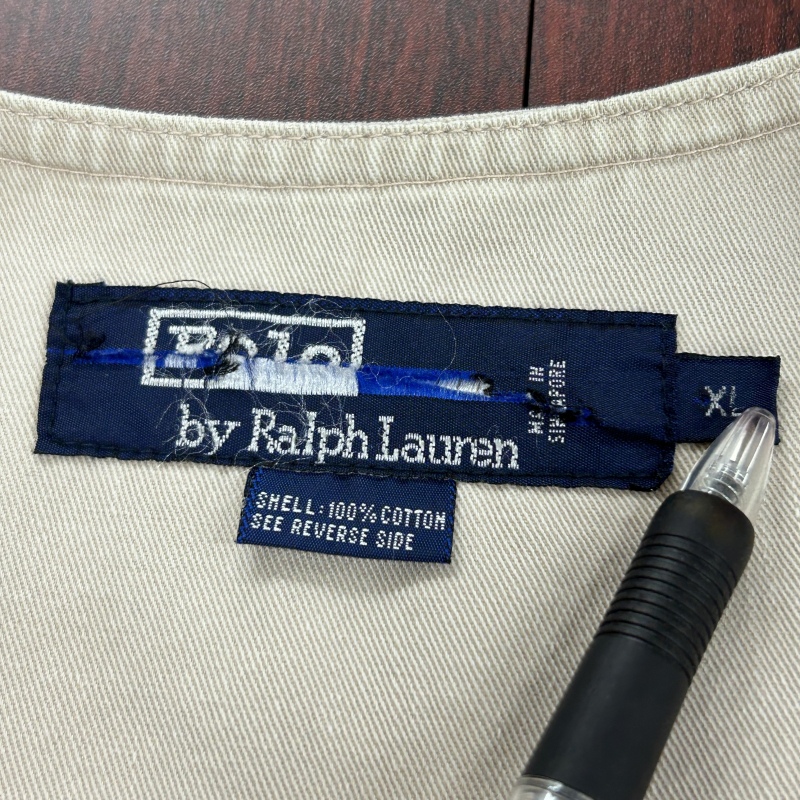 Polo
by Ralph Lauren
MADE IN
SINGAPORE
XL
SHELL: 100% COTTON
SEE REVERSE SIDE